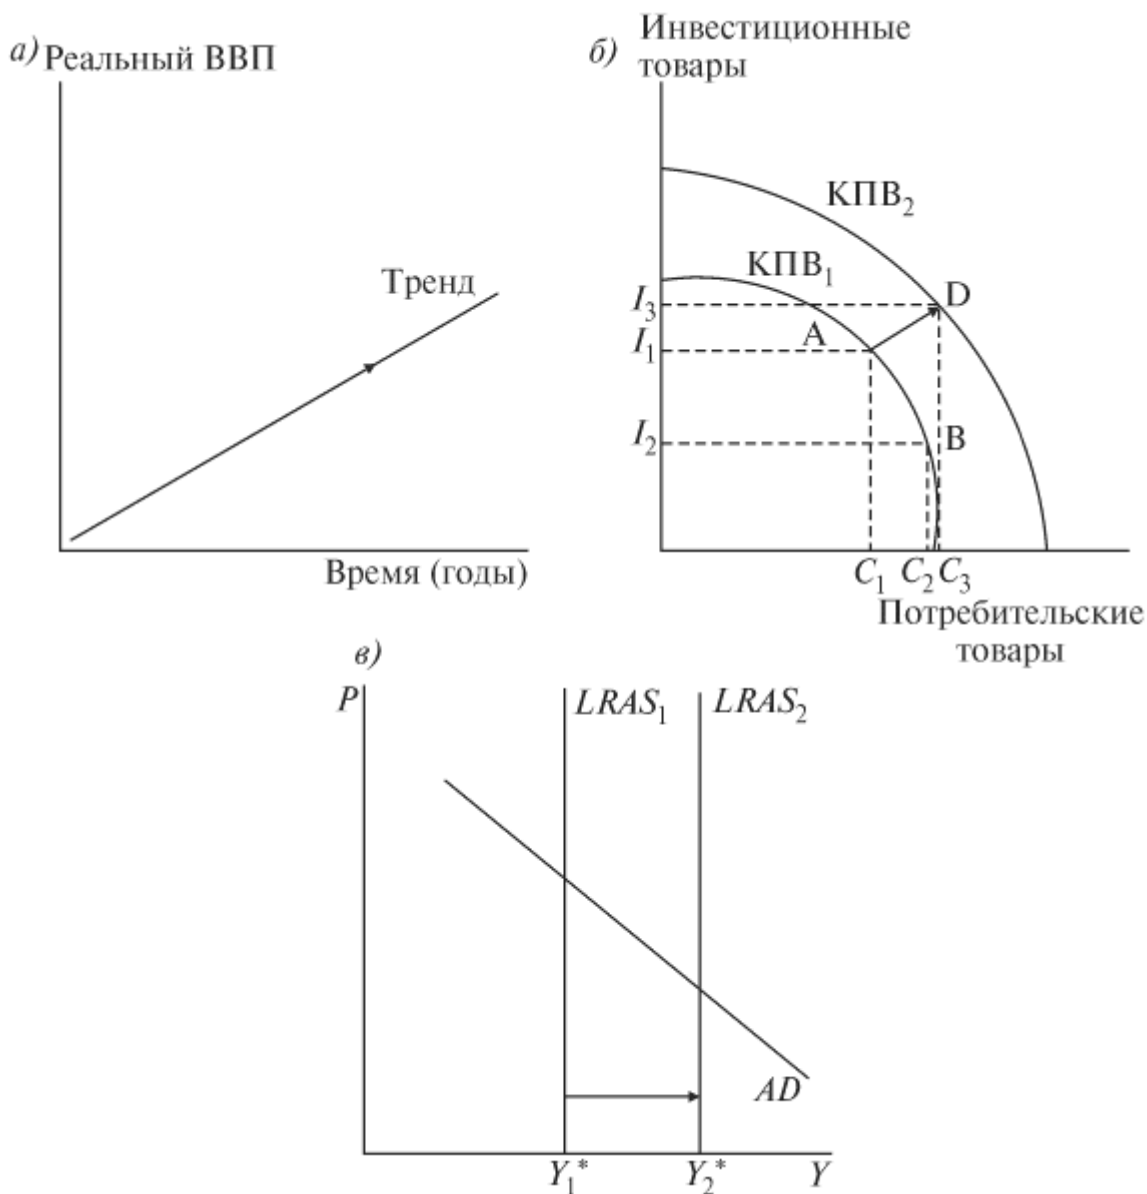 а) Реальный ВВП
Тренд
Время (годы)
б) Инвестиционные
товары
КПВ₂
КПВ₁
I₃
D
A
I₁
I₂
B
C₁ C₂ C₃
Потребительские
товары
в)
P
LRAS₁
LRAS₂
AD
Y₁* Y₂* Y